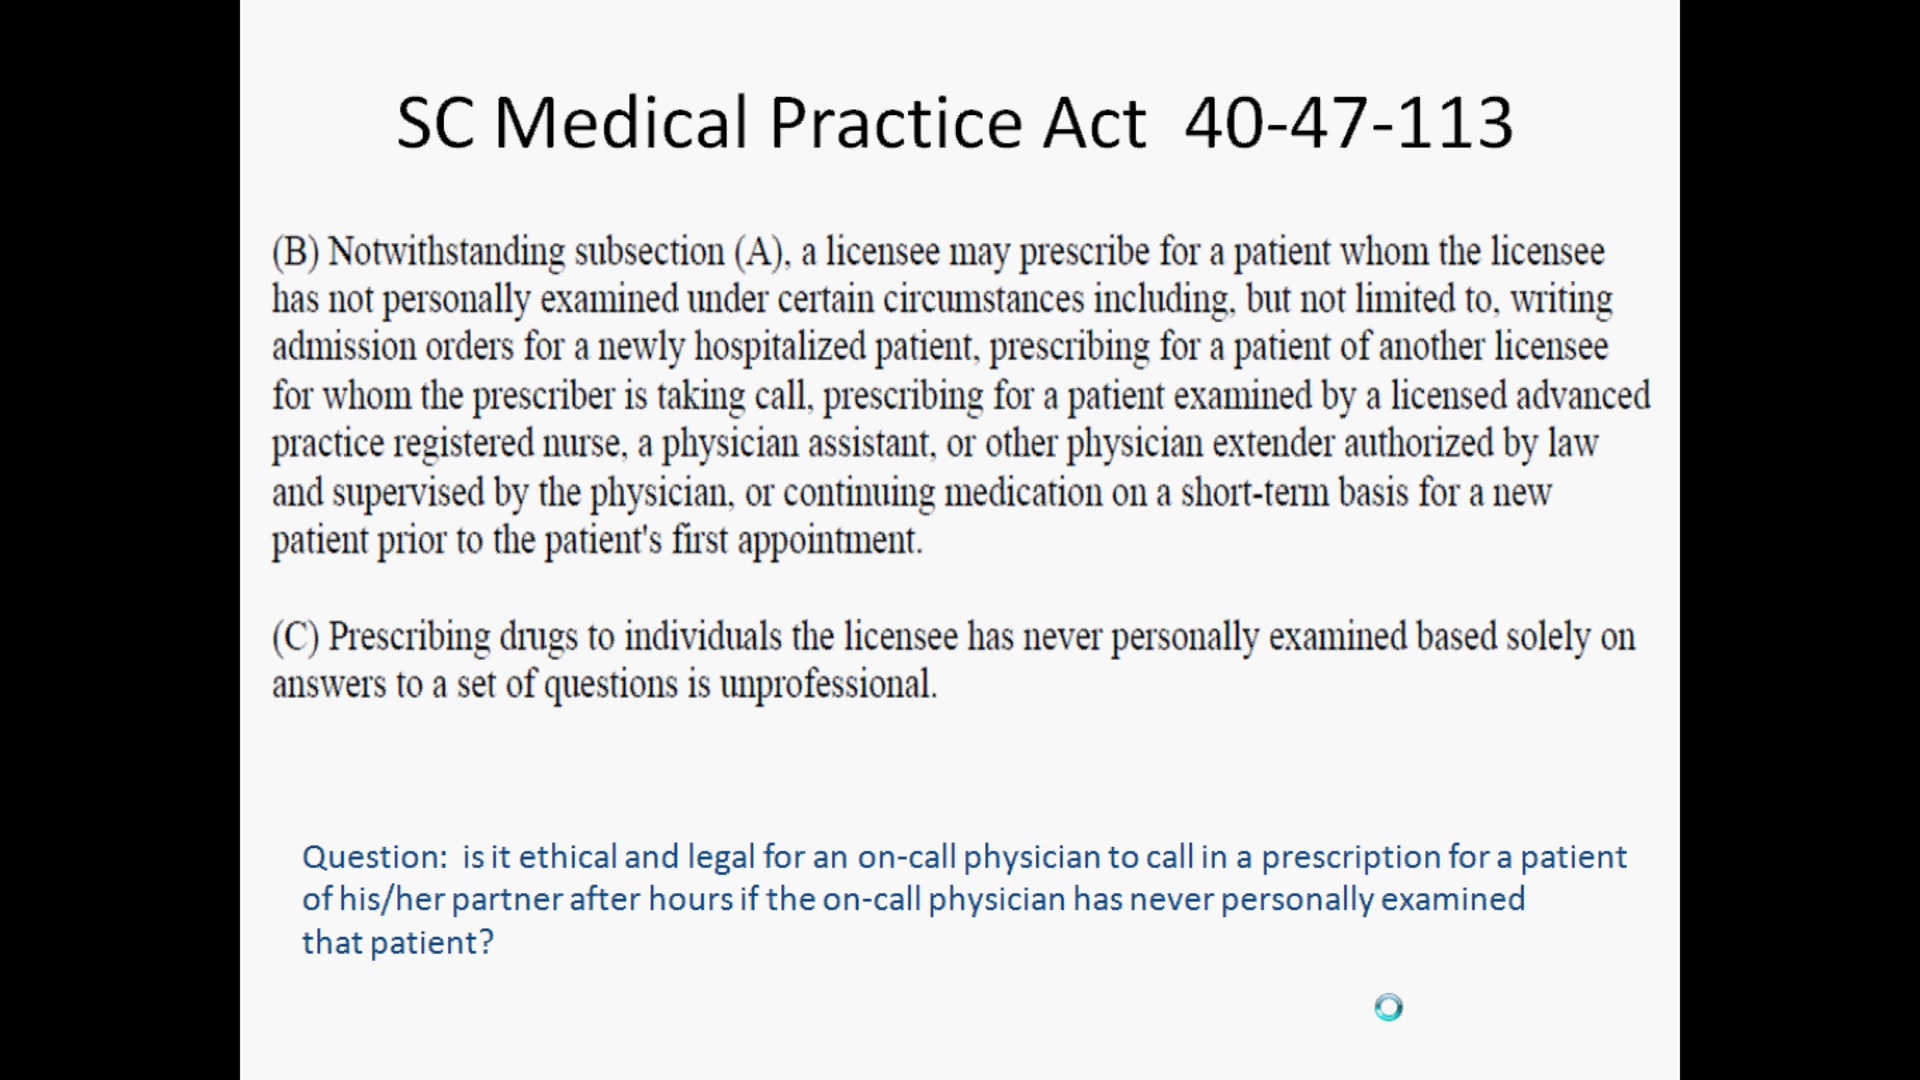 SC Medical Practice Act 40-47-113
(B) Notwithstanding subsection (A), a licensee may prescribe for a patient whom the licensee
has not personally examined under certain circumstances including, but not limited to, writing
admission orders for a newly hospitalized patient, prescribing for a patient of another licensee
for whom the prescriber is taking call, prescribing for a patient examined by a licensed advanced
practice registered nurse, a physician assistant, or other physician extender authorized by law
and supervised by the physician, or continuing medication on a short-term basis for a new
patient prior to the patient's first appointment.
(C) Prescribing drugs to individuals the licensee has never personally examined based solely on
answers to a set of questions is unprofessional.
Question: is it ethical and legal for an on-call physician to call in a prescription for a patient
of his/her partner after hours if the on-call physician has never personally examined
that patient?